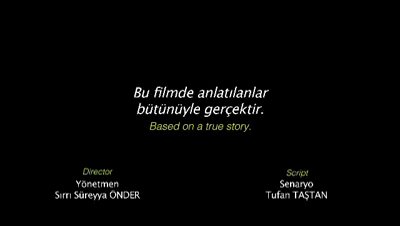 Bu filmde anlatılanlar
bütünüyle gerçektir.
Based on a true story.
Director
Yönetmen
Sırrı Süreyya ÖNDER
Script
Senaryo
Tufan TAŞTAN